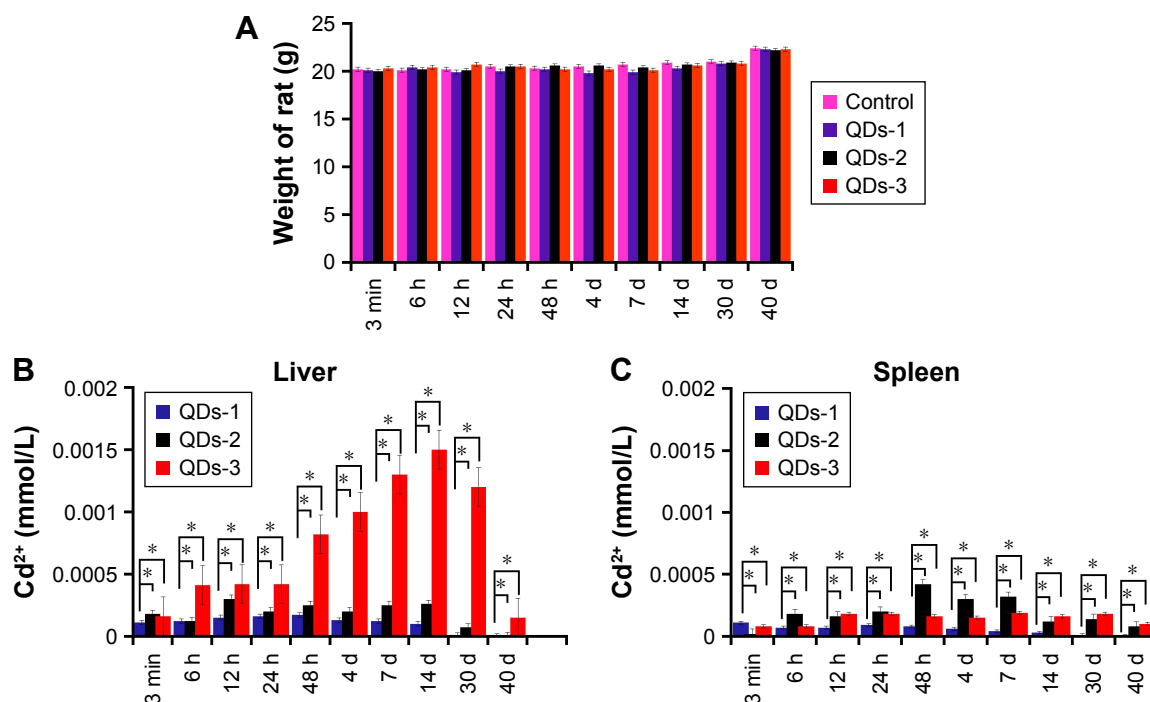 A
Weight of rat (g)
25
20
15
10
5
0
3 min
6 h
12 h
24 h
48 h
4 d
7 d
14 d
30 d
40 d
Control
QDs-1
QDs-2
QDs-3
B
Liver
Cd²⁺ (mmol/L)
0.002
0.0015
0.001
0.0005
0
QDs-1
QDs-2
QDs-3
* * * * * * * * * * * * * * * * * * * *
3 min
6 h
12 h
24 h
48 h
4 d
7 d
14 d
30 d
40 d
C
Spleen
Cd²⁺ (mmol/L)
0.002
0.0015
0.001
0.0005
0
QDs-1
QDs-2
QDs-3
* * * * * * * * * * * * * * * * * * * *
3 min
6 h
12 h
24 h
48 h
4 d
7 d
14 d
30 d
40 d